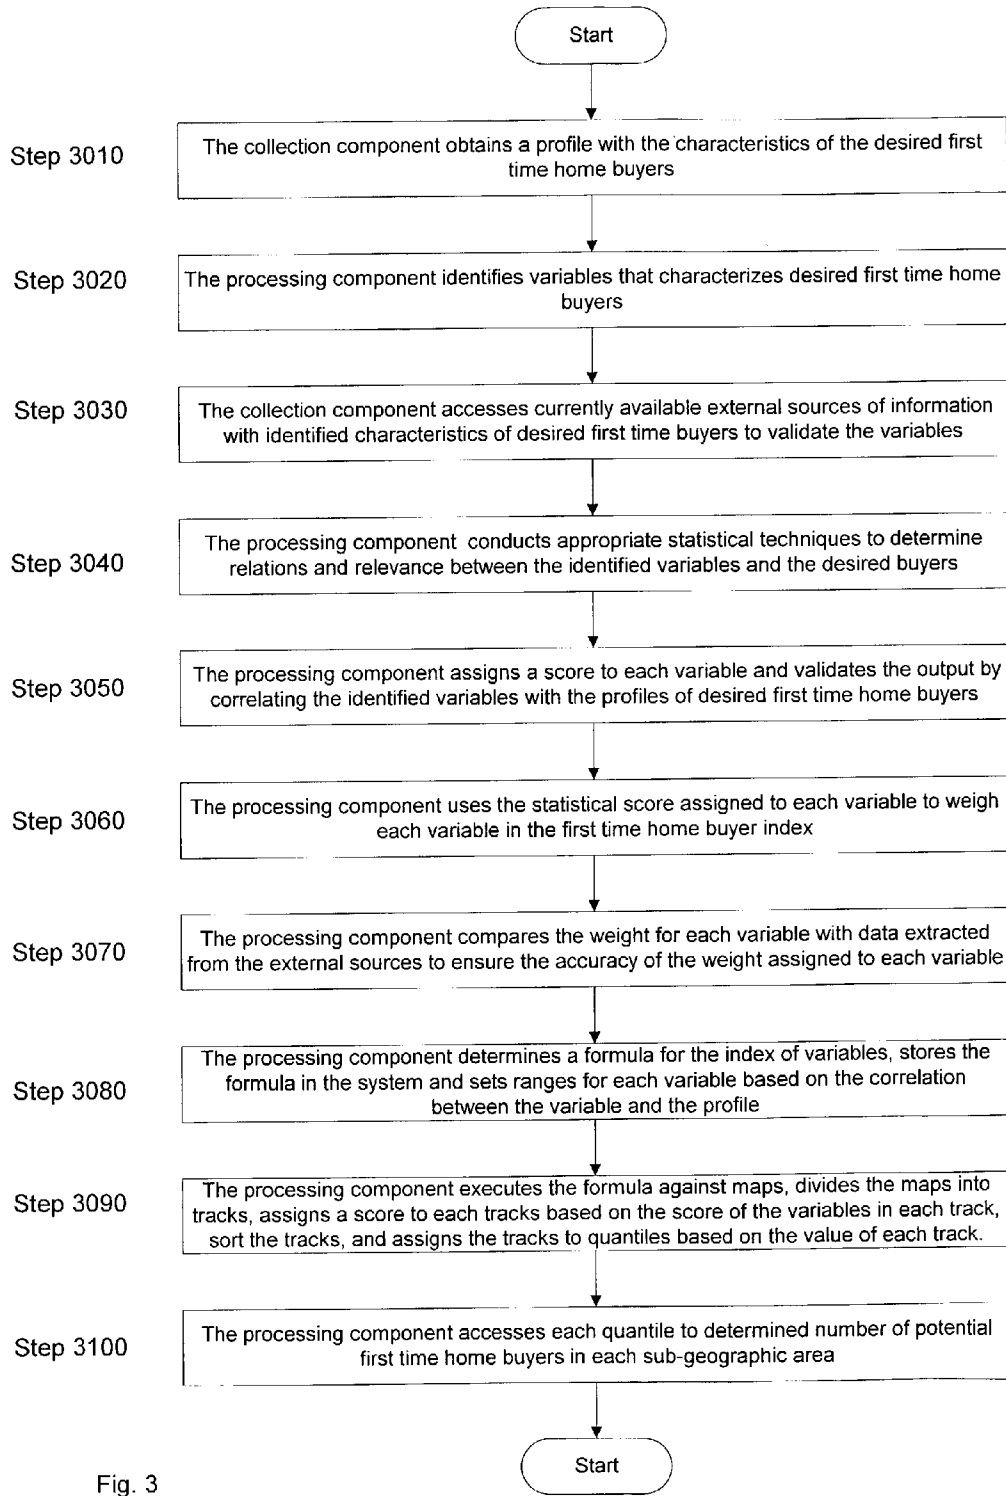 Start
Step 3010
The collection component obtains a profile with the characteristics of the desired first
time home buyers
Step 3020
The processing component identifies variables that characterizes desired first time home
buyers
Step 3030
The collection component accesses currently available external sources of information
with identified characteristics of desired first time buyers to validate the variables
Step 3040
The processing component conducts appropriate statistical techniques to determine
relations and relevance between the identified variables and the desired buyers
Step 3050
The processing component assigns a score to each variable and validates the output by
correlating the identified variables with the profiles of desired first time home buyers
Step 3060
The processing component uses the statistical score assigned to each variable to weigh
each variable in the first time home buyer index
Step 3070
The processing component compares the weight for each variable with data extracted
from the external sources to ensure the accuracy of the weight assigned to each variable
Step 3080
The processing component determines a formula for the index of variables, stores the
formula in the system and sets ranges for each variable based on the correlation
between the variable and the profile
Step 3090
The processing component executes the formula against maps, divides the maps into
tracks, assigns a score to each tracks based on the score of the variables in each track,
sort the tracks, and assigns the tracks to quantiles based on the value of each track.
Step 3100
The processing component accesses each quantile to determined number of potential
first time home buyers in each sub-geographic area
Start
Fig. 3